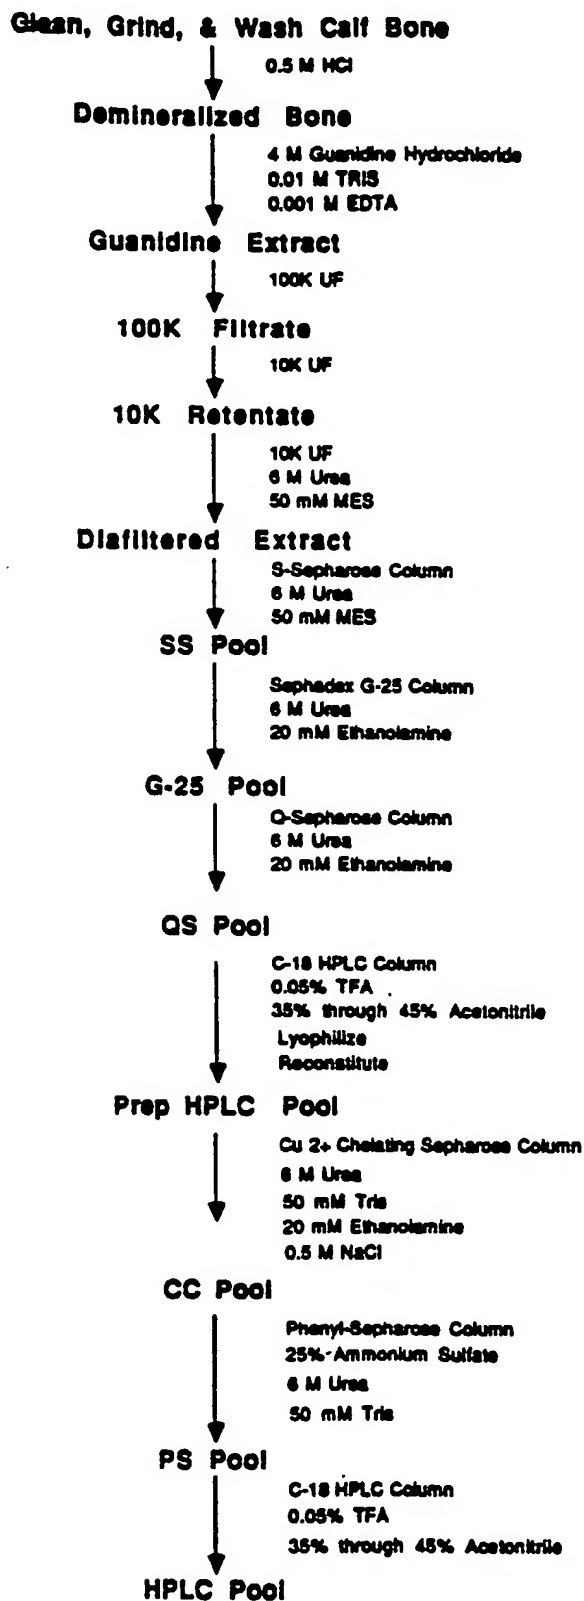 Clean, Grind, & Wash Calf Bone
0.5 M HCl
Demineralized Bone
4 M Guanidine Hydrochloride
0.01 M TRIS
0.001 M EDTA
Guanidine Extract
100K UF
100K Filtrate
10K UF
10K Retentate
10K UF
6 M Urea
50 mM MES
Diafiltered Extract
S-Sepharose Column
6 M Urea
50 mM MES
SS Pool
Sephadex G-25 Column
6 M Urea
20 mM Ethanolamine
G-25 Pool
Q-Sepharose Column
6 M Urea
20 mM Ethanolamine
QS Pool
C-18 HPLC Column
0.05% TFA
35% through 45% Acetonitrile
Lyophilize
Reconstitute
Prep HPLC Pool
Cu 2+ Chelating Sepharose Column
6 M Urea
50 mM Tris
20 mM Ethanolamine
0.5 M NaCl
CC Pool
Phenyl-Sepharose Column
25% Ammonium Sulfate
6 M Urea
50 mM Tris
PS Pool
C-18 HPLC Column
0.05% TFA
35% through 45% Acetonitrile
HPLC Pool